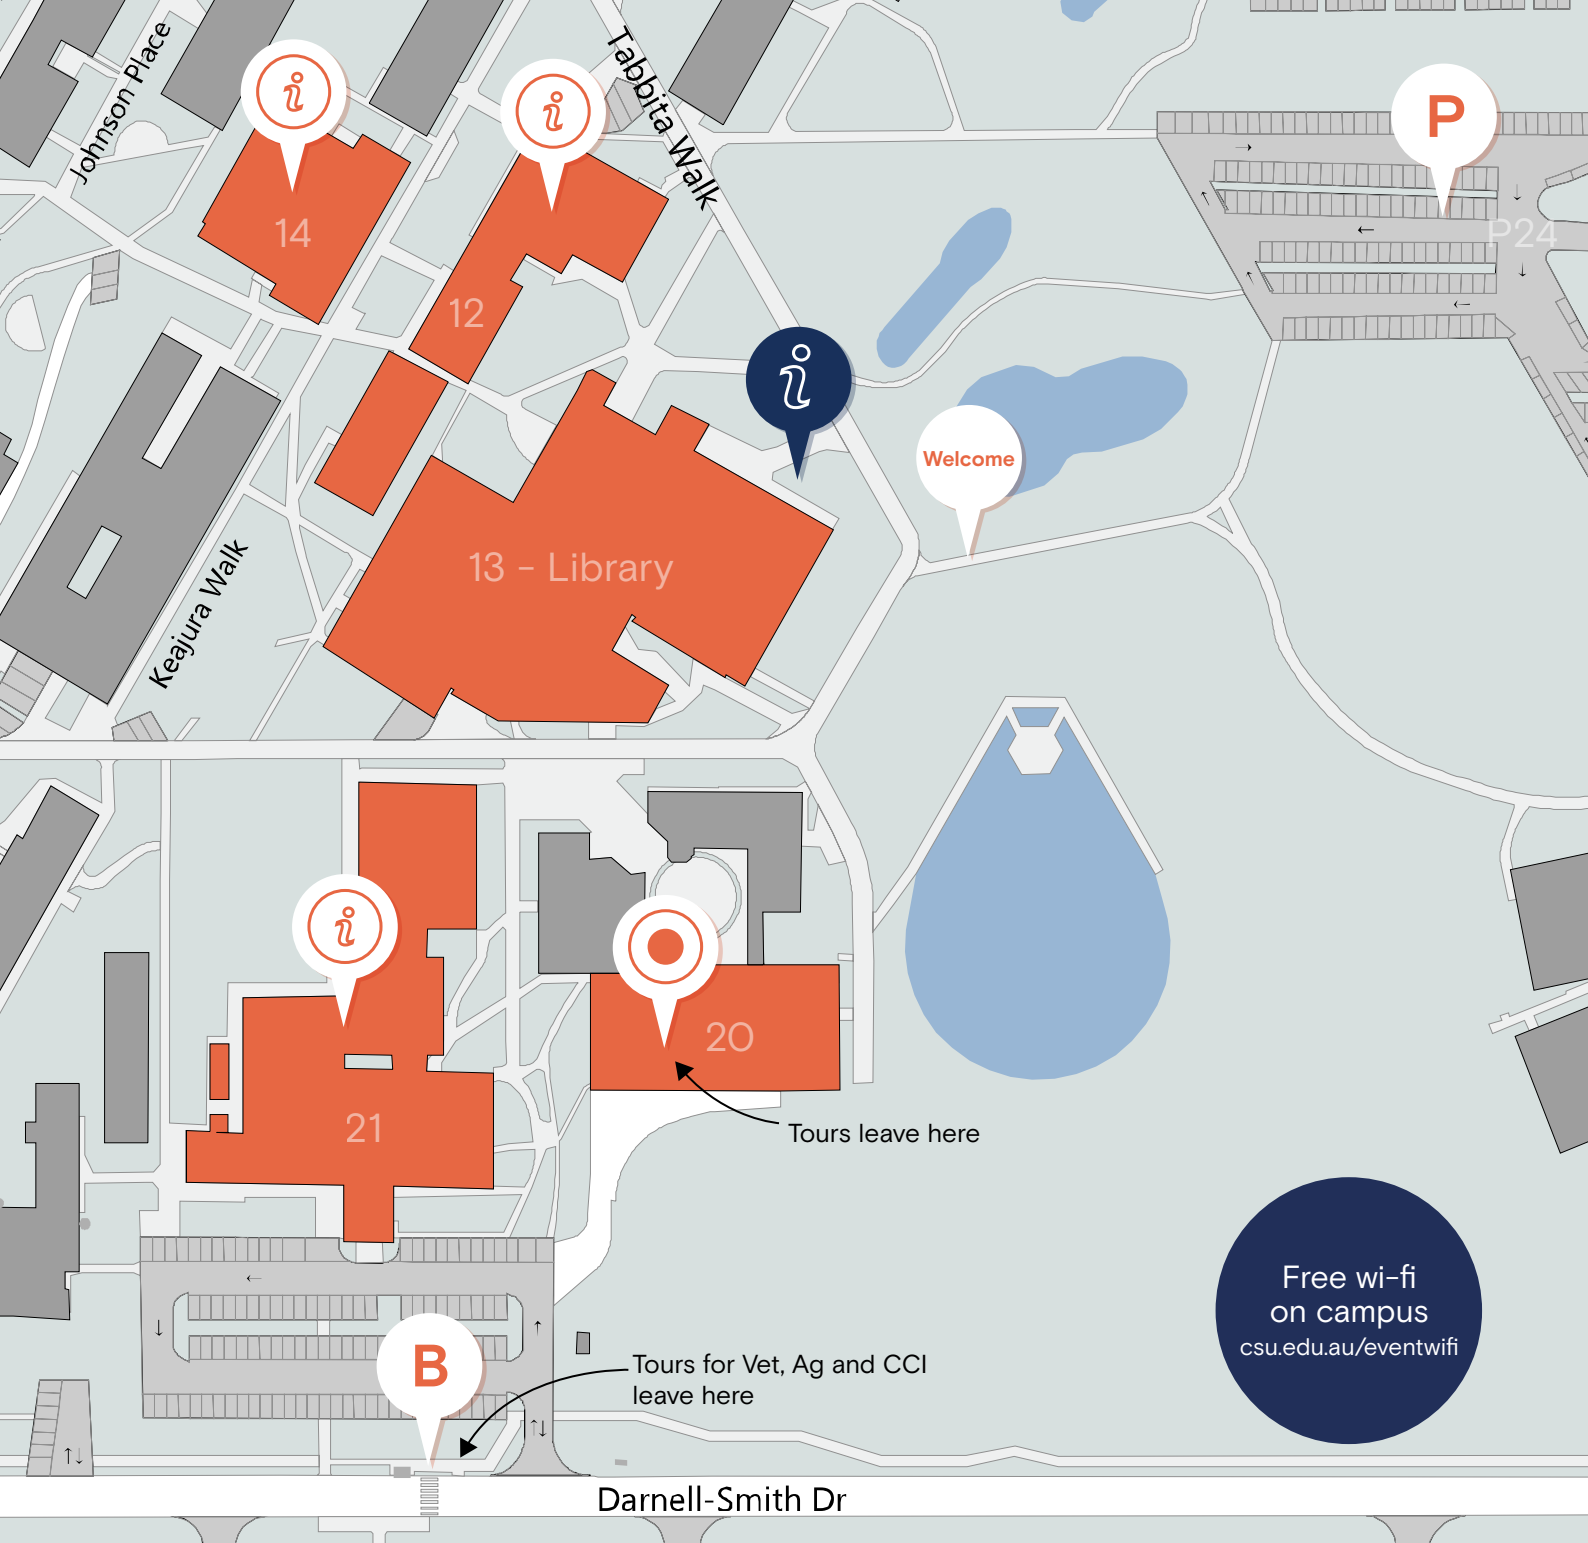 Johnson Place
i
i
Tabbita Walk
P
14
12
P24
i
Welcome
13 - Library
Keajura Walk
i
20
21
Tours leave here
Free wi-fi
on campus
csu.edu.au/eventwifi
B
Tours for Vet, Ag and CCI
leave here
Darnell-Smith Dr